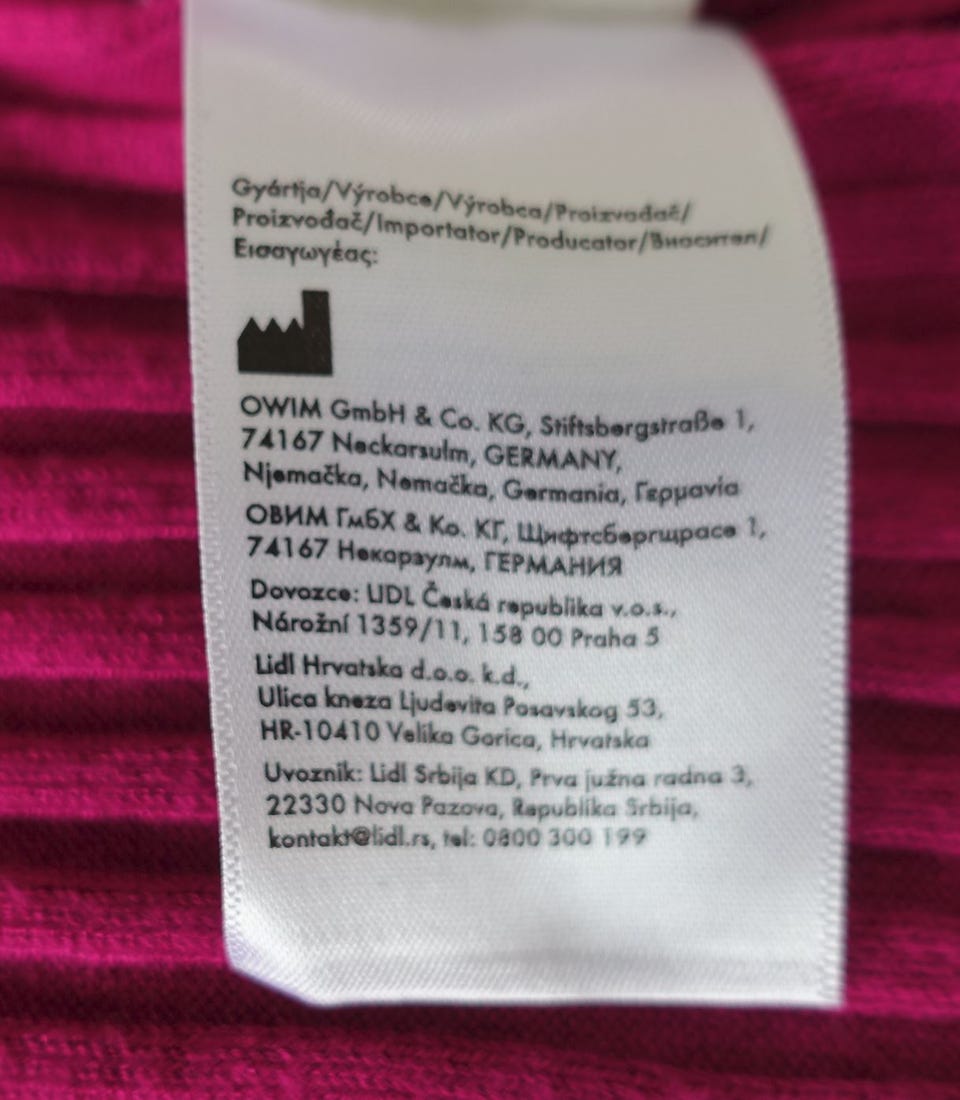 Gyártja/Výrobce/Výrobca/Proizvođač/
Proizvođač/Importator/Producator/Вносител/
Εισαγωγέας:
OWIM GmbH & Co. KG, Stiftsbergstraße 1,
74167 Neckarsulm, GERMANY,
Njemačka, Nemačka, Germania, Γερμανία
ОВИМ ГмбХ & Ко. КГ, Щифтсбергщрасе 1,
74167 Некарзулм, ГЕРМАНИЯ
Dovozce: LIDL Česká republika v.o.s.,
Nárožní 1359/11, 158 00 Praha 5
Lidl Hrvatska d.o.o. k.d.,
Ulica kneza Ljudevita Posavskog 53,
HR-10410 Velika Gorica, Hrvatska
Uvoznik: Lidl Srbija KD, Prva južna radna 3,
22330 Nova Pazova, Republika Srbija,
kontakt@lidl.rs, tel: 0800 300 199